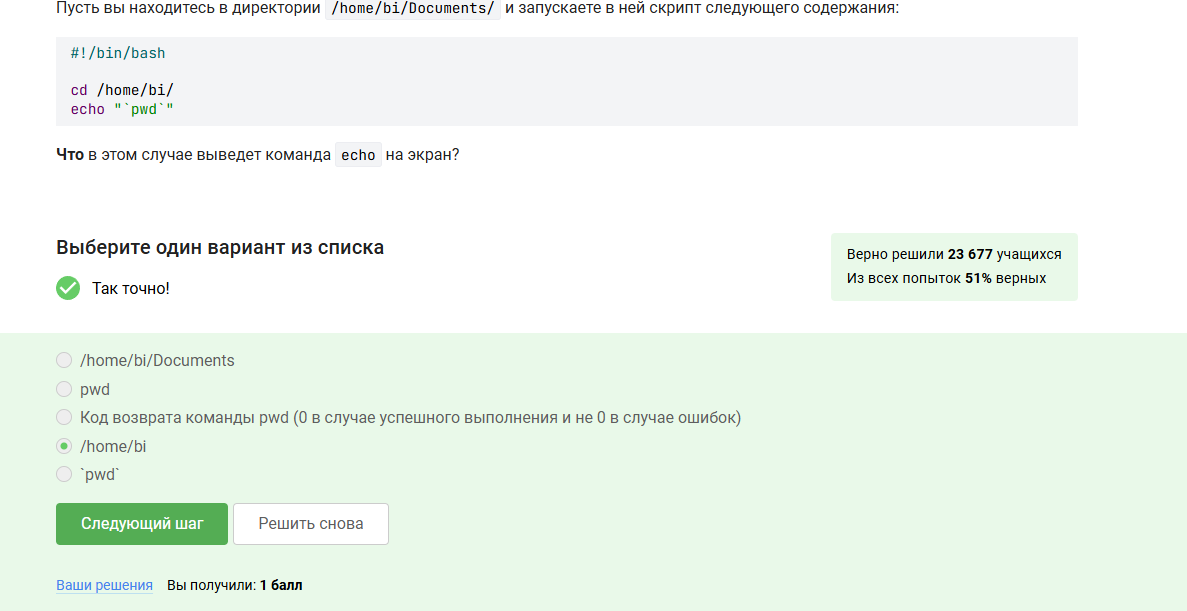 Пусть вы находитесь в директории /home/bi/Documents/ и запускаете в ней скрипт следующего содержания:
#!/bin/bash
cd /home/bi/
echo "`pwd`"
Что в этом случае выведет команда echo на экран?
Выберите один вариант из списка
Так точно!
Верно решили 23 677 учащихся
Из всех попыток 51% верных
/home/bi/Documents
pwd
Код возврата команды pwd (0 в случае успешного выполнения и не 0 в случае ошибок)
/home/bi
`pwd`
Следующий шаг
Решить снова
Ваши решения Вы получили: 1 балл